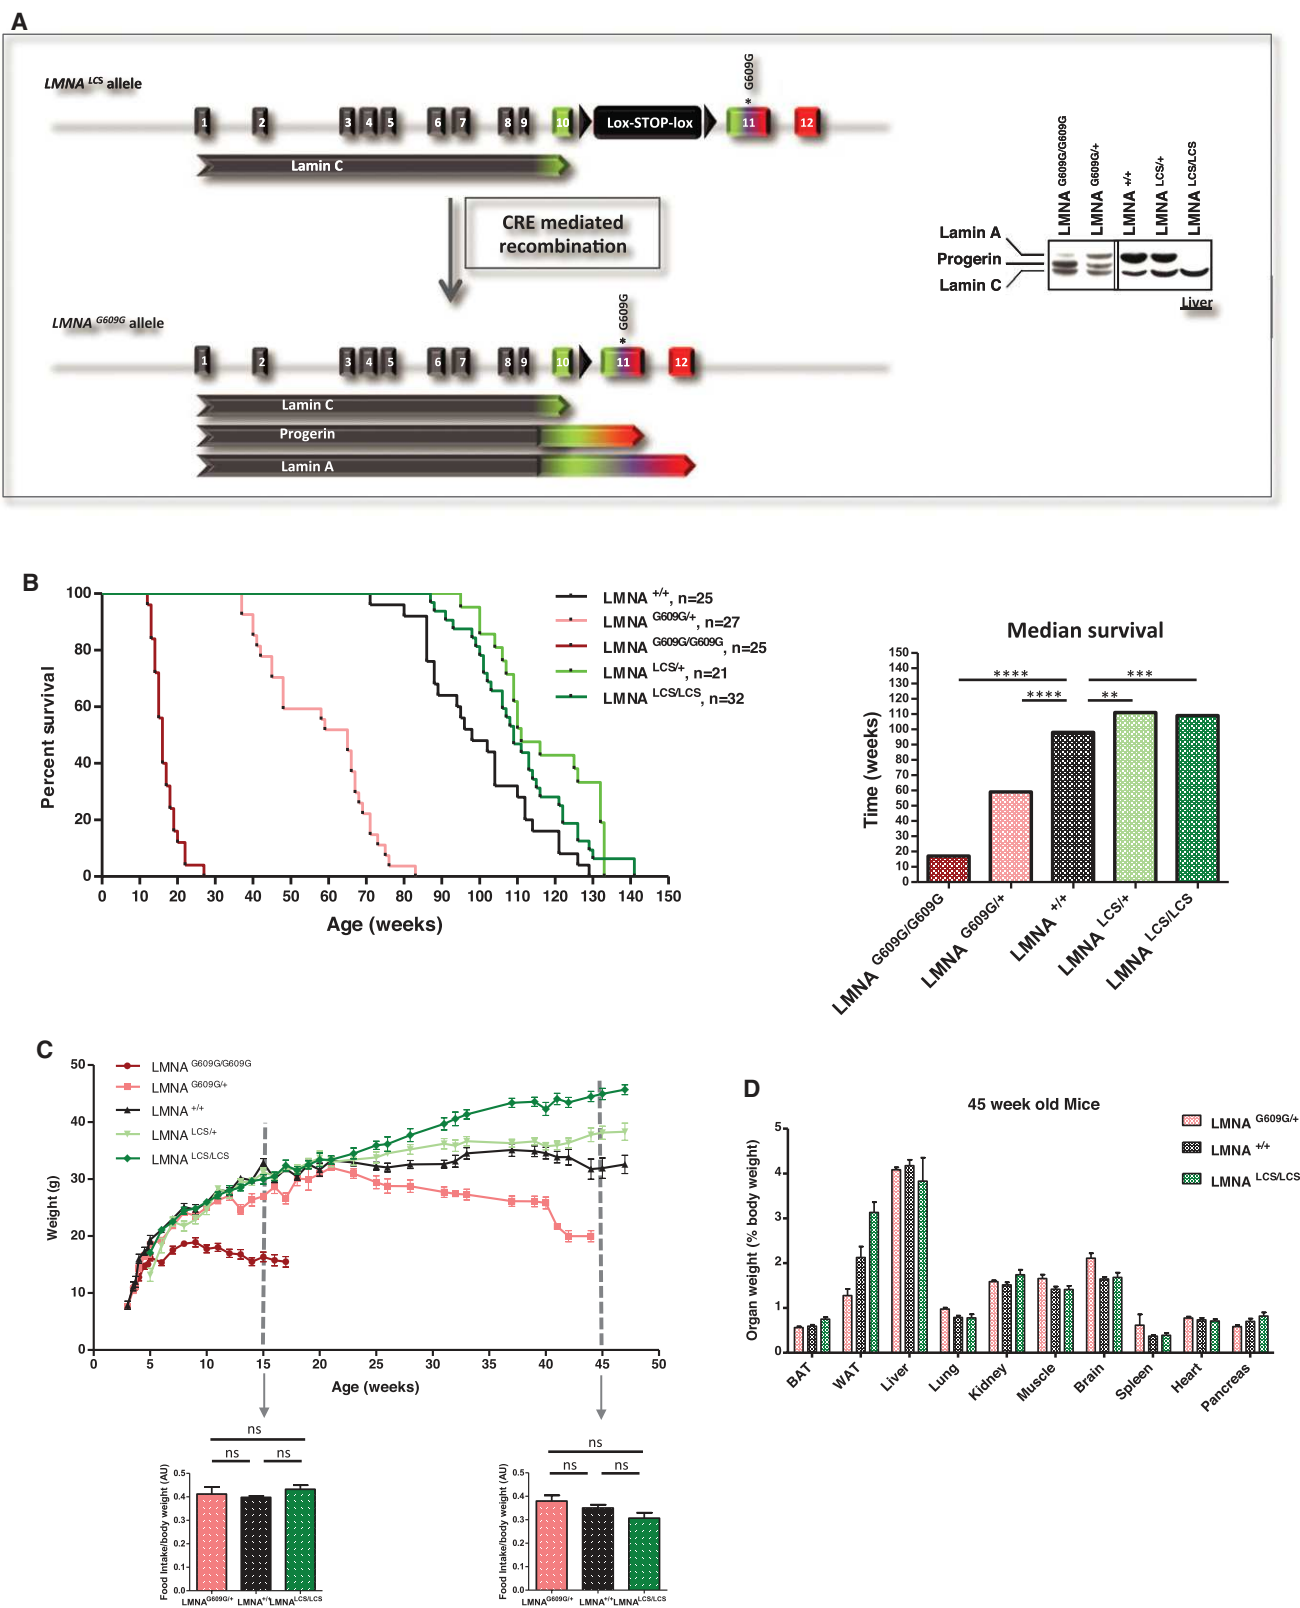 A
LMNA LCS allele
G609G
*
1 2 3 4 5 6 7 8 9 10 Lox-STOP-lox 11 12
Lamin C
CRE mediated
recombination
LMNA G609G allele
G609G
*
1 2 3 4 5 6 7 8 9 10 11 12
Lamin C
Progerin
Lamin A
LMNA G609G/G609G
LMNA G609G/+
LMNA +/+
LMNA LCS/+
LMNA LCS/LCS
Lamin A
Progerin
Lamin C
Liver
B
Percent survival
100
80
60
40
20
0
0 10 20 30 40 50 60 70 80 90 100 110 120 130 140 150
Age (weeks)
LMNA +/+, n=25
LMNA G609G/+, n=27
LMNA G609G/G609G, n=25
LMNA LCS/+, n=21
LMNA LCS/LCS, n=32
Median survival
Time (weeks)
150
140
130
120
110
100
90
80
70
60
50
40
30
20
10
0
**** ***
**** **
LMNA G609G/G609G
LMNA G609G/+
LMNA +/+
LMNA LCS/+
LMNA LCS/LCS
C
Weight (g)
50
40
30
20
10
0
LMNA G609G/G609G
LMNA G609G/+
LMNA +/+
LMNA LCS/+
LMNA LCS/LCS
0 5 10 15 20 25 30 35 40 45 50
Age (weeks)
ns
ns ns
Food Intake/body weight (AU)
0.5
0.4
0.3
0.2
0.1
0.0
LMNAG609G/+ LMNA+/+ LMNALCS/LCS
ns
ns ns
Food Intake/body weight (AU)
0.5
0.4
0.3
0.2
0.1
0.0
LMNAG609G/+ LMNA+/+ LMNALCS/LCS
D
45 week old Mice
Organ weight (% body weight)
5
4
3
2
1
0
LMNA G609G/+
LMNA +/+
LMNA LCS/LCS
BAT
WAT
Liver
Lung
Kidney
Muscle
Brain
Spleen
Heart
Pancreas